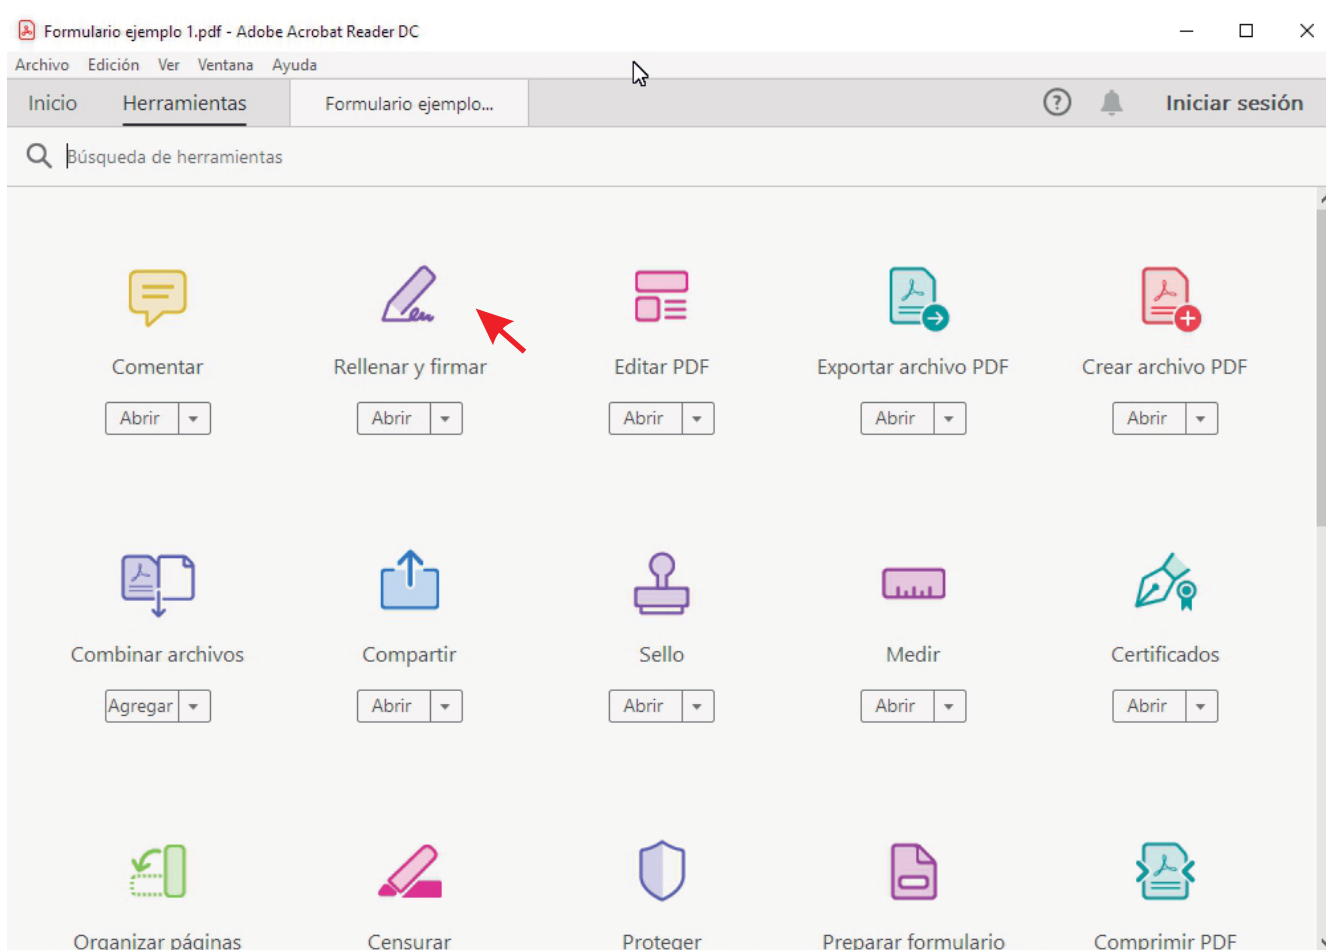 Formulario ejemplo 1.pdf - Adobe Acrobat Reader DC
Archivo Edición Ver Ventana Ayuda
Inicio Herramientas Formulario ejemplo... ? Iniciar sesión
Búsqueda de herramientas
Comentar Rellenar y firmar Editar PDF Exportar archivo PDF Crear archivo PDF
Abrir Abrir Abrir Abrir Abrir
Combinar archivos Compartir Sello Medir Certificados
Agregar Abrir Abrir Abrir Abrir
Organizar páginas Censurar Proteger Preparar formulario Comprimir PDF